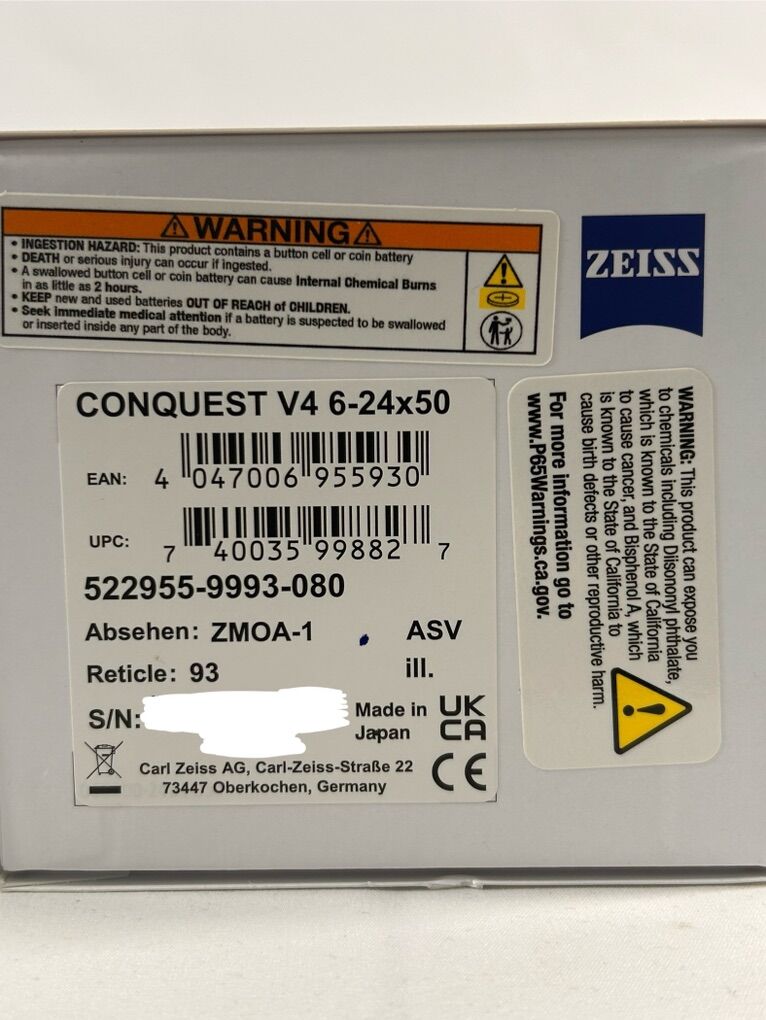 WARNING
• INGESTION HAZARD: This product contains a button cell or coin battery
• DEATH or serious injury can occur if ingested.
• A swallowed button cell or coin battery can cause Internal Chemical Burns
in as little as 2 hours.
• KEEP new and used batteries OUT OF REACH of CHILDREN.
• Seek immediate medical attention if a battery is suspected to be swallowed
or inserted inside any part of the body.
ZEISS
CONQUEST V4 6-24x50
EAN: 4 047006 955930
UPC: 7 40035 99882 7
522955-9993-080
Absehen: ZMOA-1 ASV
Reticle: 93 ill.
S/N:
Made in
Japan
UK
CA
Carl Zeiss AG, Carl-Zeiss-Straße 22
73447 Oberkochen, Germany
CE
WARNING: This product can expose you
to chemicals including Diisononyl phthalate,
which is known to the State of California
to cause cancer, and Bisphenol A, which
is known to the State of California to
cause birth defects or other reproductive harm.
For more information go to
www.P65Warnings.ca.gov.